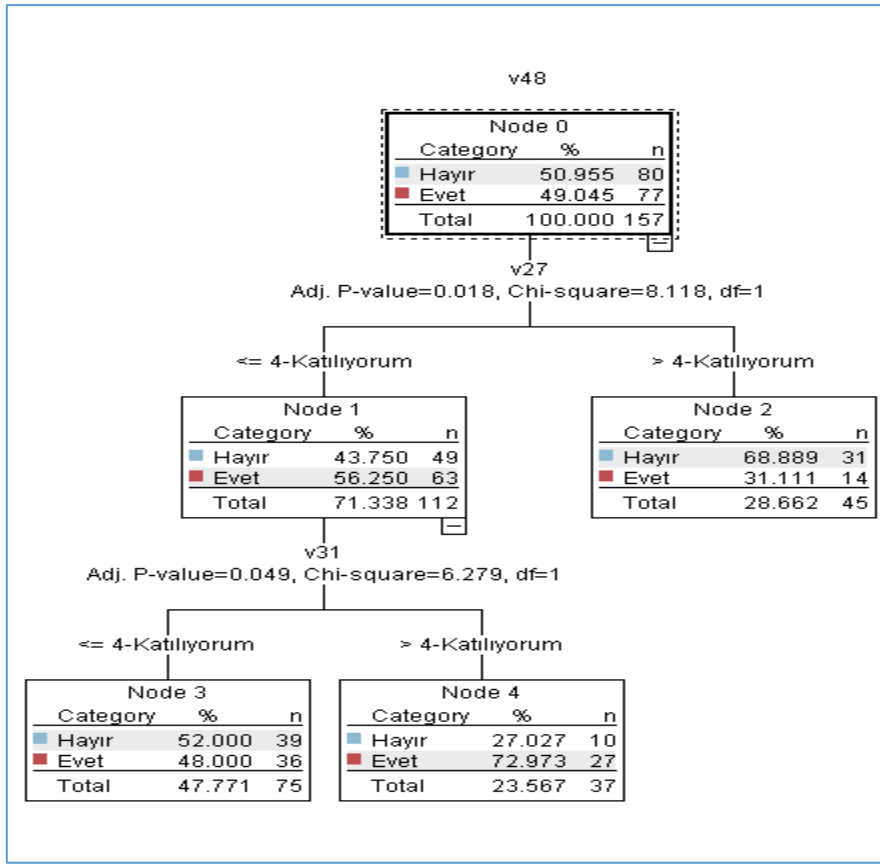 v48
Node 0
Category % n
Hayır 50.955 80
Evet 49.045 77
Total 100.000 157
v27
Adj. P-value=0.018, Chi-square=8.118, df=1
<= 4-Katılıyorum
> 4-Katılıyorum
Node 1
Category % n
Hayır 43.750 49
Evet 56.250 63
Total 71.338 112
Node 2
Category % n
Hayır 68.889 31
Evet 31.111 14
Total 28.662 45
v31
Adj. P-value=0.049, Chi-square=6.279, df=1
<= 4-Katılıyorum
> 4-Katılıyorum
Node 3
Category % n
Hayır 52.000 39
Evet 48.000 36
Total 47.771 75
Node 4
Category % n
Hayır 27.027 10
Evet 72.973 27
Total 23.567 37